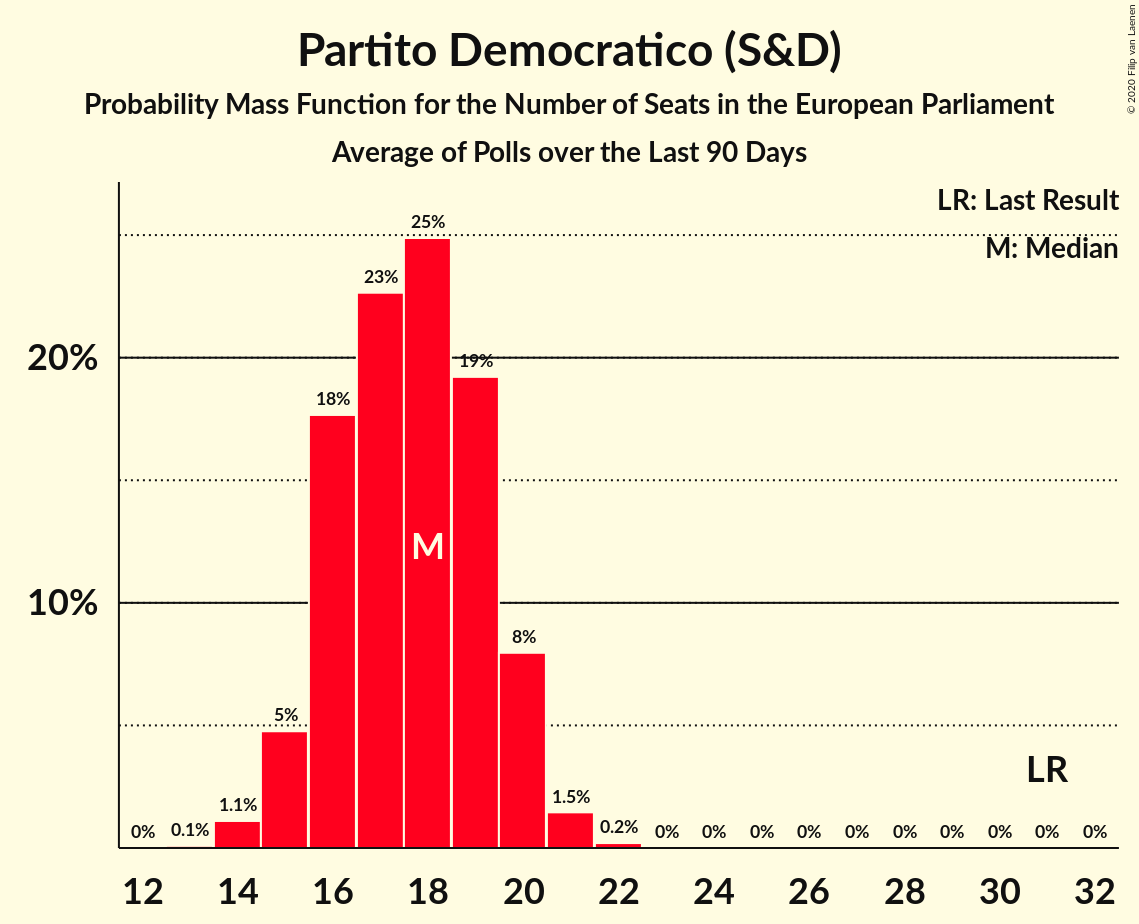 Partito Democratico (S&D)
Probability Mass Function for the Number of Seats in the European Parliament
Average of Polls over the Last 90 Days
© 2020 Filip van Laenen
LR: Last Result
M: Median
20%
10%
0%
0.1%
1.1%
5%
18%
23%
25%
19%
8%
1.5%
0.2%
0%
0%
0%
0%
0%
0%
0%
0%
0%
0%
M
LR
12 14 16 18 20 22 24 26 28 30 32